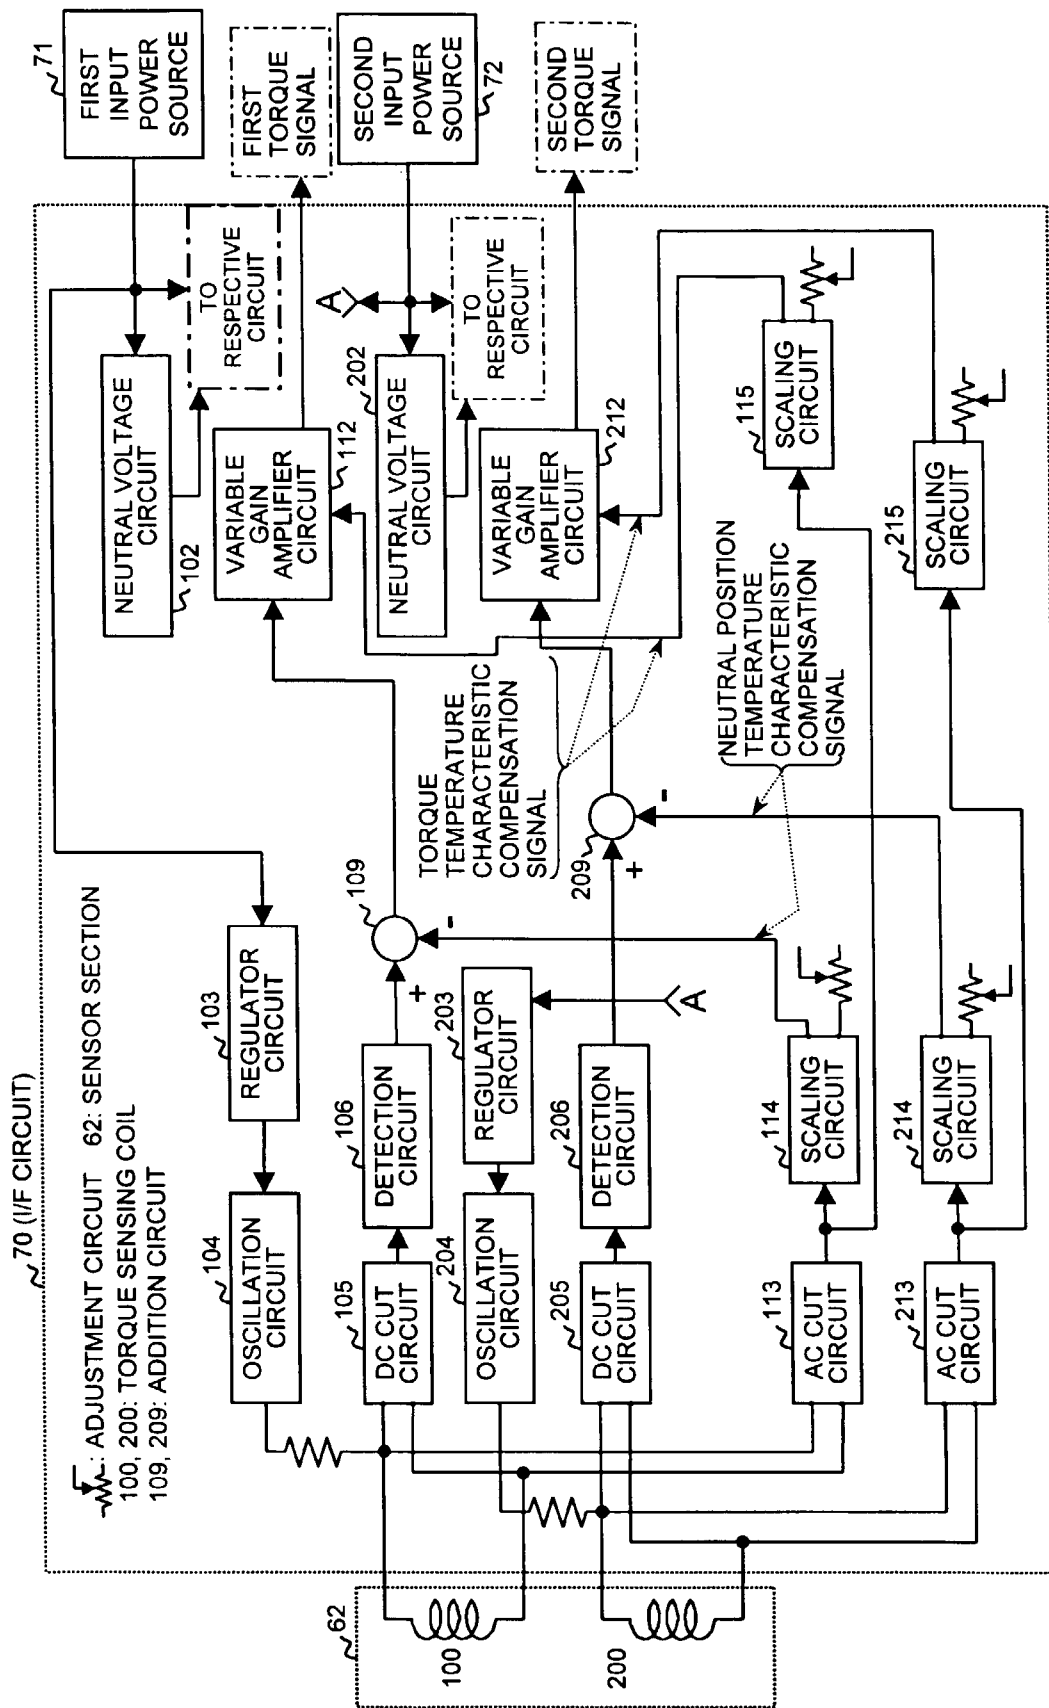 70 (I/F CIRCUIT)
: ADJUSTMENT CIRCUIT 62: SENSOR SECTION
100, 200: TORQUE SENSING COIL
109, 209: ADDITION CIRCUIT
71
FIRST
INPUT
POWER
SOURCE
FIRST
TORQUE
SIGNAL
SECOND
INPUT
POWER
SOURCE
72
SECOND
TORQUE
SIGNAL
NEUTRAL VOLTAGE
CIRCUIT
102
TO
RESPECTIVE
CIRCUIT
VARIABLE
GAIN
AMPLIFIER
CIRCUIT
112
A
202
NEUTRAL VOLTAGE
CIRCUIT
TO
RESPECTIVE
CIRCUIT
VARIABLE
GAIN
AMPLIFIER
CIRCUIT
212
115
SCALING
CIRCUIT
215
SCALING
CIRCUIT
TORQUE
TEMPERATURE
CHARACTERISTIC
COMPENSATION
SIGNAL
NEUTRAL POSITION
TEMPERATURE
CHARACTERISTIC
COMPENSATION
SIGNAL
103
REGULATOR
CIRCUIT
104
OSCILLATION
CIRCUIT
109
+
-
106
DETECTION
CIRCUIT
105
DC CUT
CIRCUIT
203
REGULATOR
CIRCUIT
A
204
OSCILLATION
CIRCUIT
209
+
-
206
DETECTION
CIRCUIT
205
DC CUT
CIRCUIT
114
SCALING
CIRCUIT
113
AC CUT
CIRCUIT
214
SCALING
CIRCUIT
213
AC CUT
CIRCUIT
62
100
200